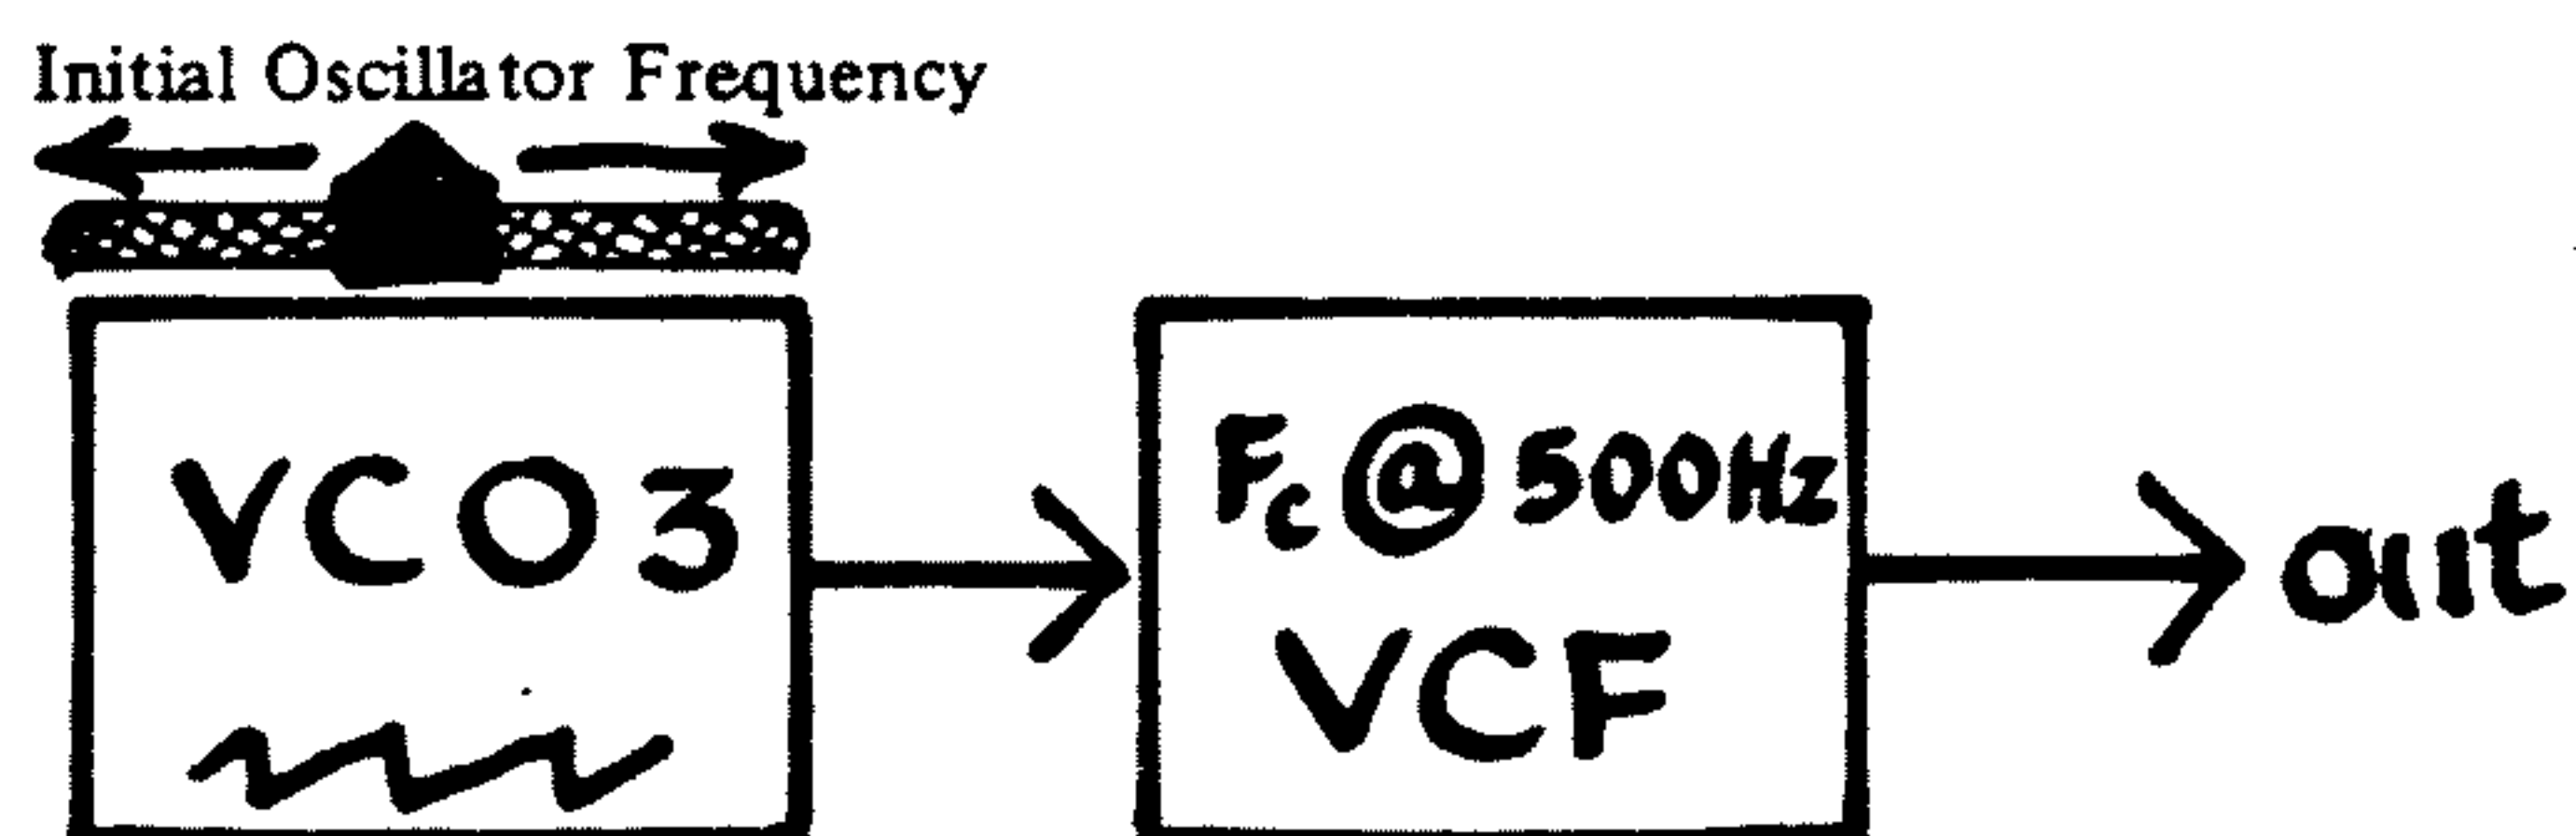 Initial Oscillator Frequency
VCO3
Fc@500Hz
VCF
out